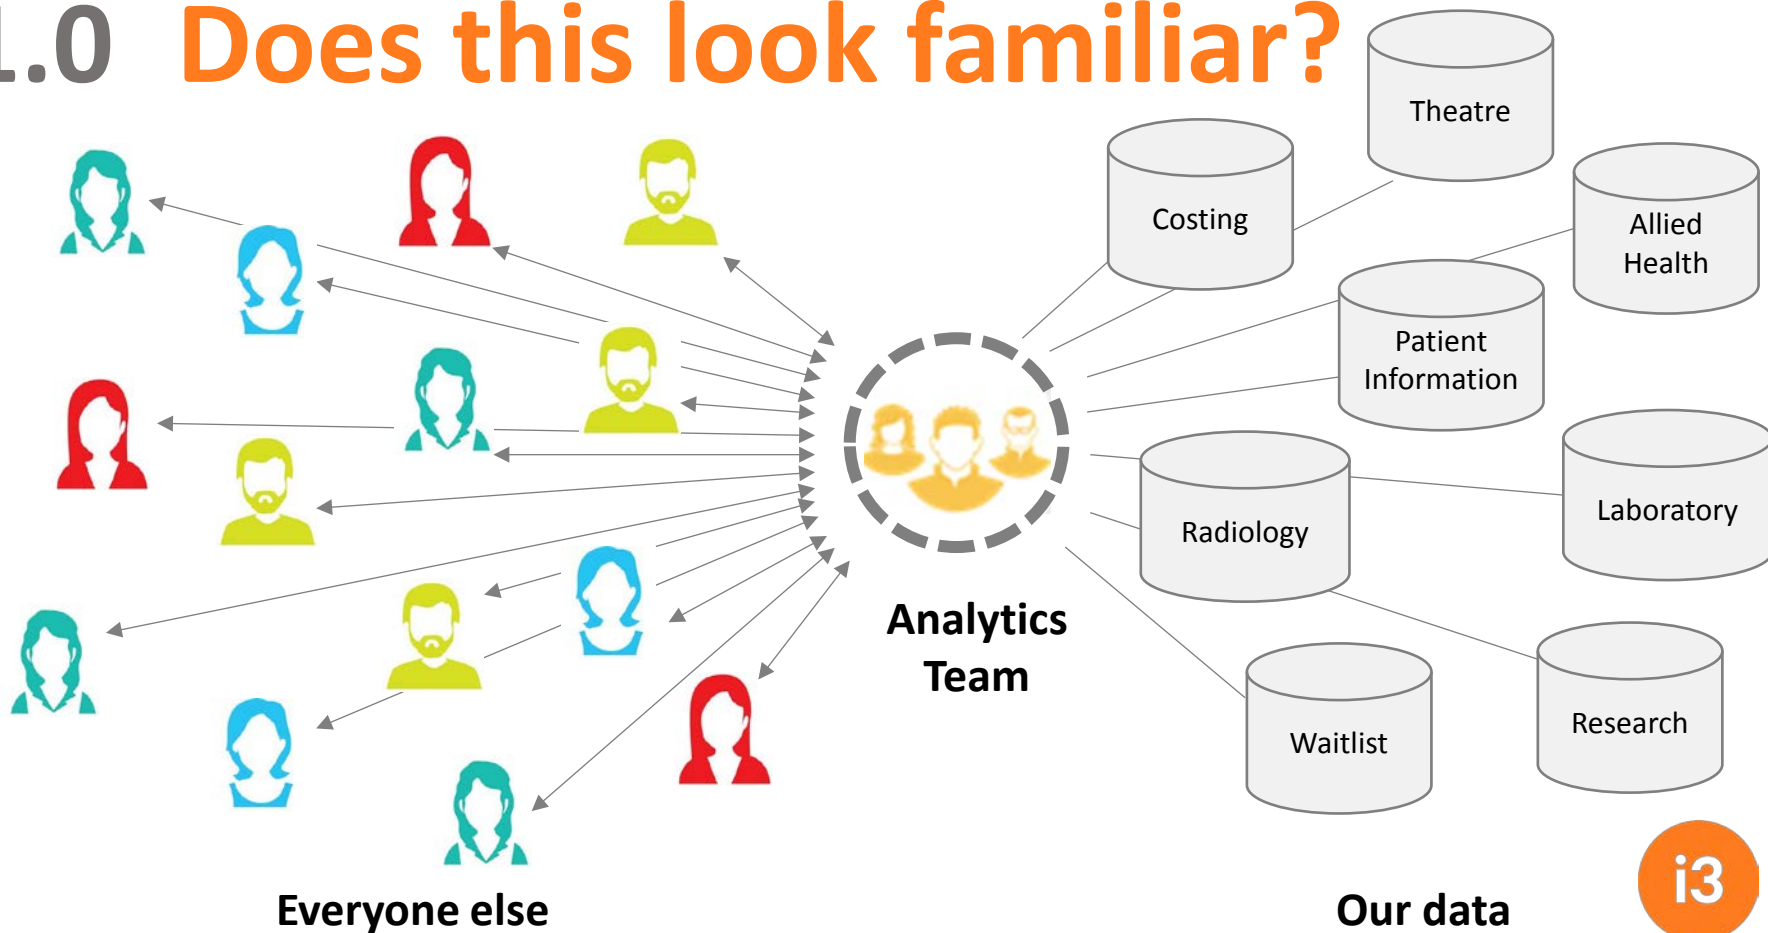 1.0 Does this look familiar?
Theatre
Costing
Allied
Health
Patient
Information
Laboratory
Radiology
Analytics
Team
Research
Waitlist
i3
Everyone else
Our data